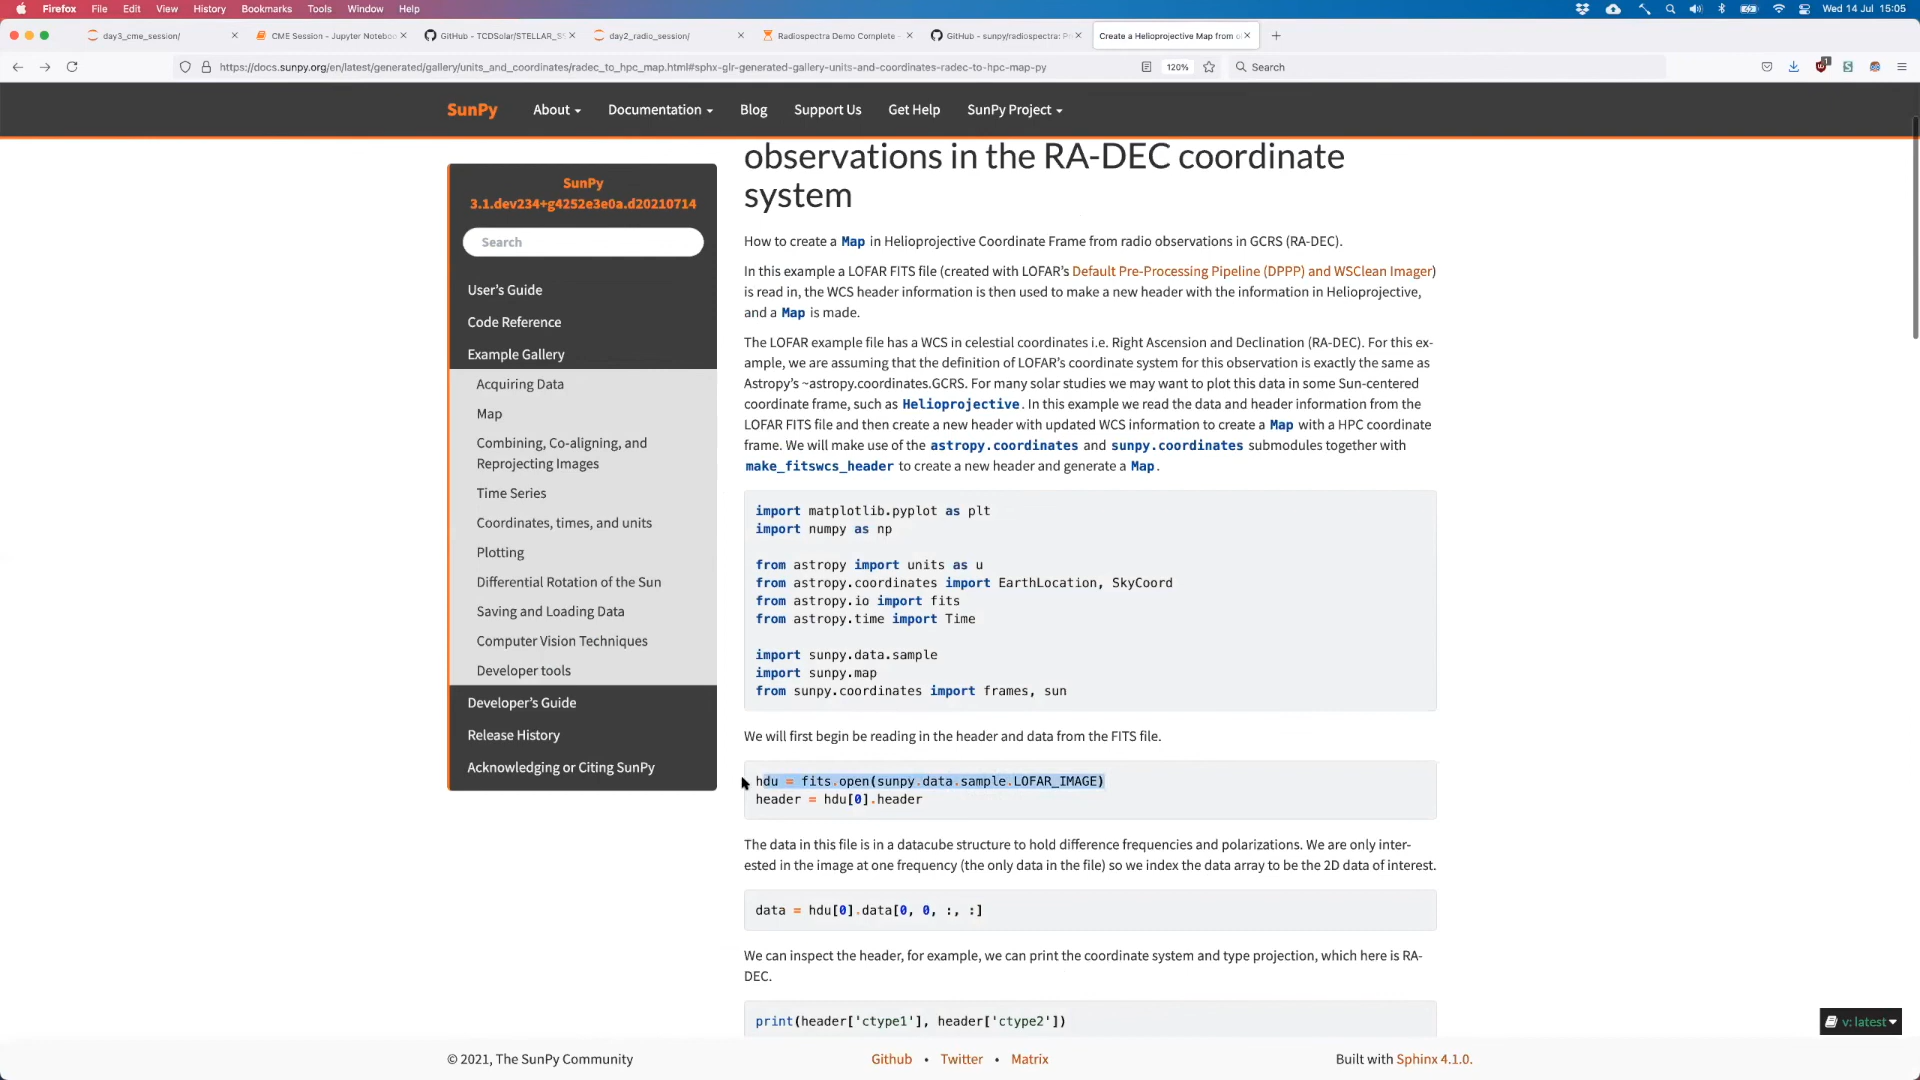 Firefox File Edit View History Bookmarks Tools Window Help Wed 14 Jul 15:05
day3_cme_session/ CME Session - Jupyter Noteboo GitHub - TCDSolar/STELLAR_S day2_radio_session/ Radiospectra Demo Complete - GitHub - sunpy/radiospectra: P Create a Helioprojective Map from o
https://docs.sunpy.org/en/latest/generated/gallery/units_and_coordinates/radec_to_hpc_map.html#sphx-glr-generated-gallery-units-and-coordinates-radec-to-hpc-map-py 120% Search
SunPy About Documentation Blog Support Us Get Help SunPy Project
observations in the RA-DEC coordinate
system
SunPy
3.1.dev234+g4252e3e0a.d20210714
Search
User's Guide
Code Reference
Example Gallery
Acquiring Data
Map
Combining, Co-aligning, and
Reprojecting Images
Time Series
Coordinates, times, and units
Plotting
Differential Rotation of the Sun
Saving and Loading Data
Computer Vision Techniques
Developer tools
Developer's Guide
Release History
Acknowledging or Citing SunPy
How to create a Map in Helioprojective Coordinate Frame from radio observations in GCRS (RA-DEC).
In this example a LOFAR FITS file (created with LOFAR's Default Pre-Processing Pipeline (DPPP) and WSClean Imager)
is read in, the WCS header information is then used to make a new header with the information in Helioprojective,
and a Map is made.
The LOFAR example file has a WCS in celestial coordinates i.e. Right Ascension and Declination (RA-DEC). For this ex-
ample, we are assuming that the definition of LOFAR's coordinate system for this observation is exactly the same as
Astropy's ~astropy.coordinates.GCRS. For many solar studies we may want to plot this data in some Sun-centered
coordinate frame, such as Helioprojective. In this example we read the data and header information from the
LOFAR FITS file and then create a new header with updated WCS information to create a Map with a HPC coordinate
frame. We will make use of the astropy.coordinates and sunpy.coordinates submodules together with
make_fitswcs_header to create a new header and generate a Map.
import matplotlib.pyplot as plt
import numpy as np
from astropy import units as u
from astropy.coordinates import EarthLocation, SkyCoord
from astropy.io import fits
from astropy.time import Time
import sunpy.data.sample
import sunpy.map
from sunpy.coordinates import frames, sun
We will first begin be reading in the header and data from the FITS file.
hdu = fits.open(sunpy.data.sample.LOFAR_IMAGE)
header = hdu[0].header
The data in this file is in a datacube structure to hold difference frequencies and polarizations. We are only inter-
ested in the image at one frequency (the only data in the file) so we index the data array to be the 2D data of interest.
data = hdu[0].data[0, 0, :, :]
We can inspect the header, for example, we can print the coordinate system and type projection, which here is RA-
DEC.
print(header['ctype1'], header['ctype2'])
v: latest
© 2021, The SunPy Community Github • Twitter • Matrix Built with Sphinx 4.1.0.